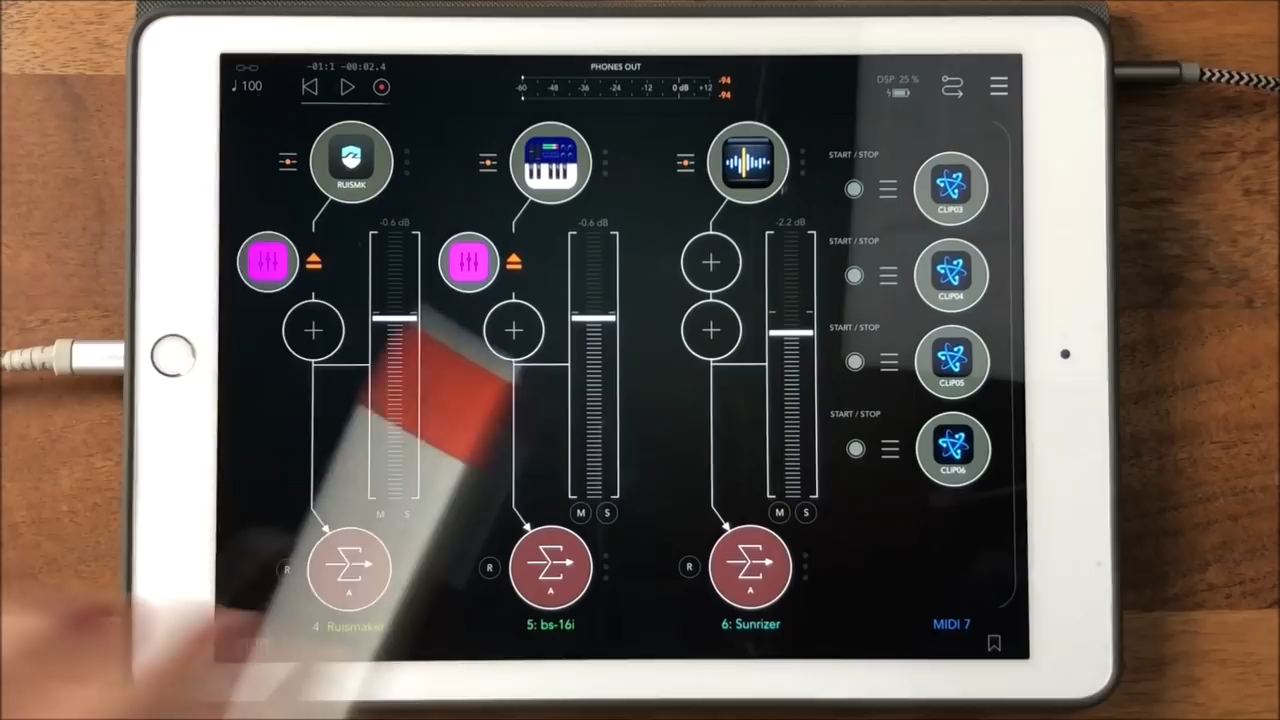 -01:1 -00:02.4
PHONES OUT
♩ 100
-60 -48 -36 -24 -12 0 dB +12
-94
-94
DSP: 25 %
START / STOP
RUISMK
CLIP03
-0.6 dB
-0.6 dB
-2.2 dB
START / STOP
CLIP04
START / STOP
CLIP05
START / STOP
CLIP06
M S
M S
M S
R
R
R
A
A
A
4: Ruismaker
5: bs-16i
6: Sunrizer
MIDI 7